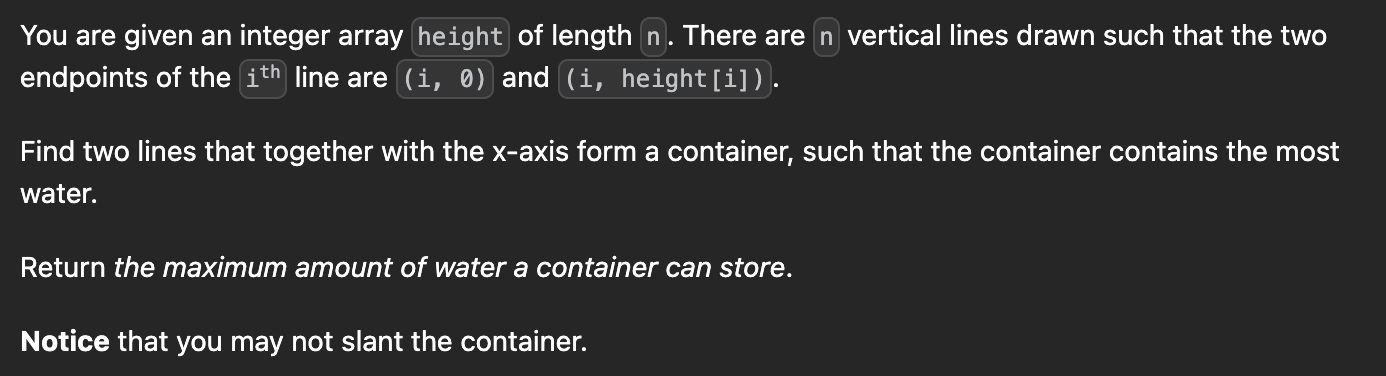 You are given an integer array height of length n. There are n vertical lines drawn such that the two
endpoints of the ith line are (i, 0) and (i, height[i]).
Find two lines that together with the x-axis form a container, such that the container contains the most
water.
Return the maximum amount of water a container can store.
Notice that you may not slant the container.